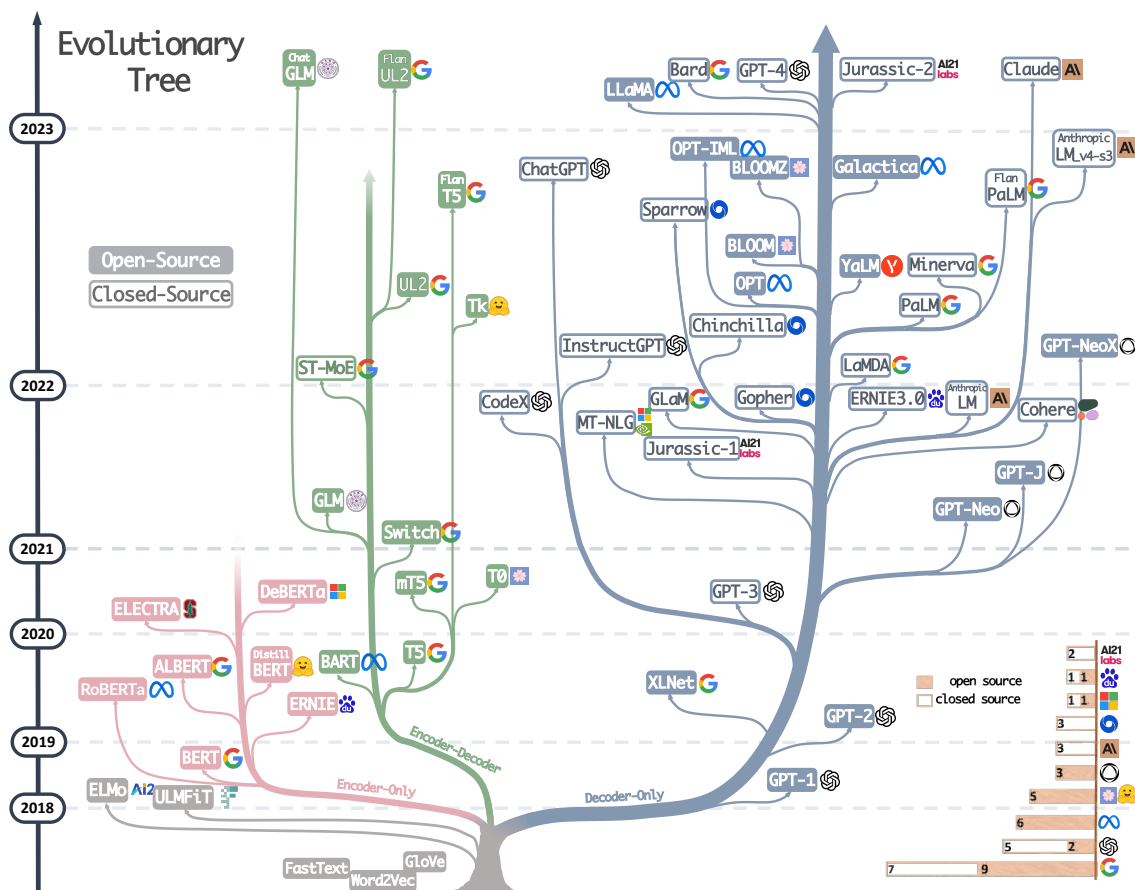 Evolutionary
Tree
Chat
GLM
Flan
UL2
Bard
GPT-4
Jurassic-2
AI21
labs
Claude
A\
LLaMA
2023
OPT-IML
BLOOMZ
Galactica
Anthropic
LM_v4-s3
A\
ChatGPT
Flan
T5
Flan
PaLM
Sparrow
Open-Source
Closed-Source
BLOOM
YaLM
Y
Minerva
UL2
OPT
Tk
PaLM
Chinchilla
InstructGPT
GPT-NeoX
ST-MoE
LaMDA
2022
CodeX
GLaM
Gopher
ERNIE3.0
du
Anthropic
LM
A\
Cohere
MT-NLG
Jurassic-1
AI21
labs
GPT-J
GLM
GPT-Neo
Switch
2021
mT5
T0
DeBERTa
GPT-3
ELECTRA
S
2020
ALBERT
Distill
BERT
BART
T5
RoBERTa
ERNIE
du
XLNet
GPT-2
2019
Encoder-Decoder
BERT
ELMo
Ai2
ULMFiT
Encoder-Only
Decoder-Only
GPT-1
2018
FastText
Word2Vec
GloVe
open source
closed source
2
AI21
labs
1 1
du
1 1
3
3
A\
3
5
6
5 2
7 9